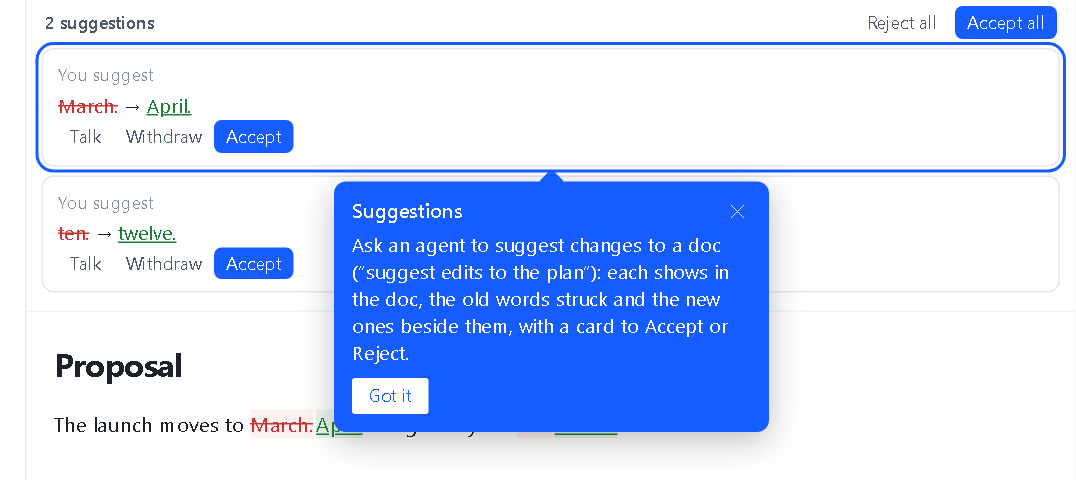 2 suggestions Reject all Accept all
You suggest
March. → April.
Talk Withdraw Accept
You suggest
ten. → twelve.
Talk Withdraw Accept
Suggestions
Ask an agent to suggest changes to a doc
("suggest edits to the plan"): each shows in
the doc, the old words struck and the new
ones beside them, with a card to Accept or
Reject.
Got it
Proposal
The launch moves to March.